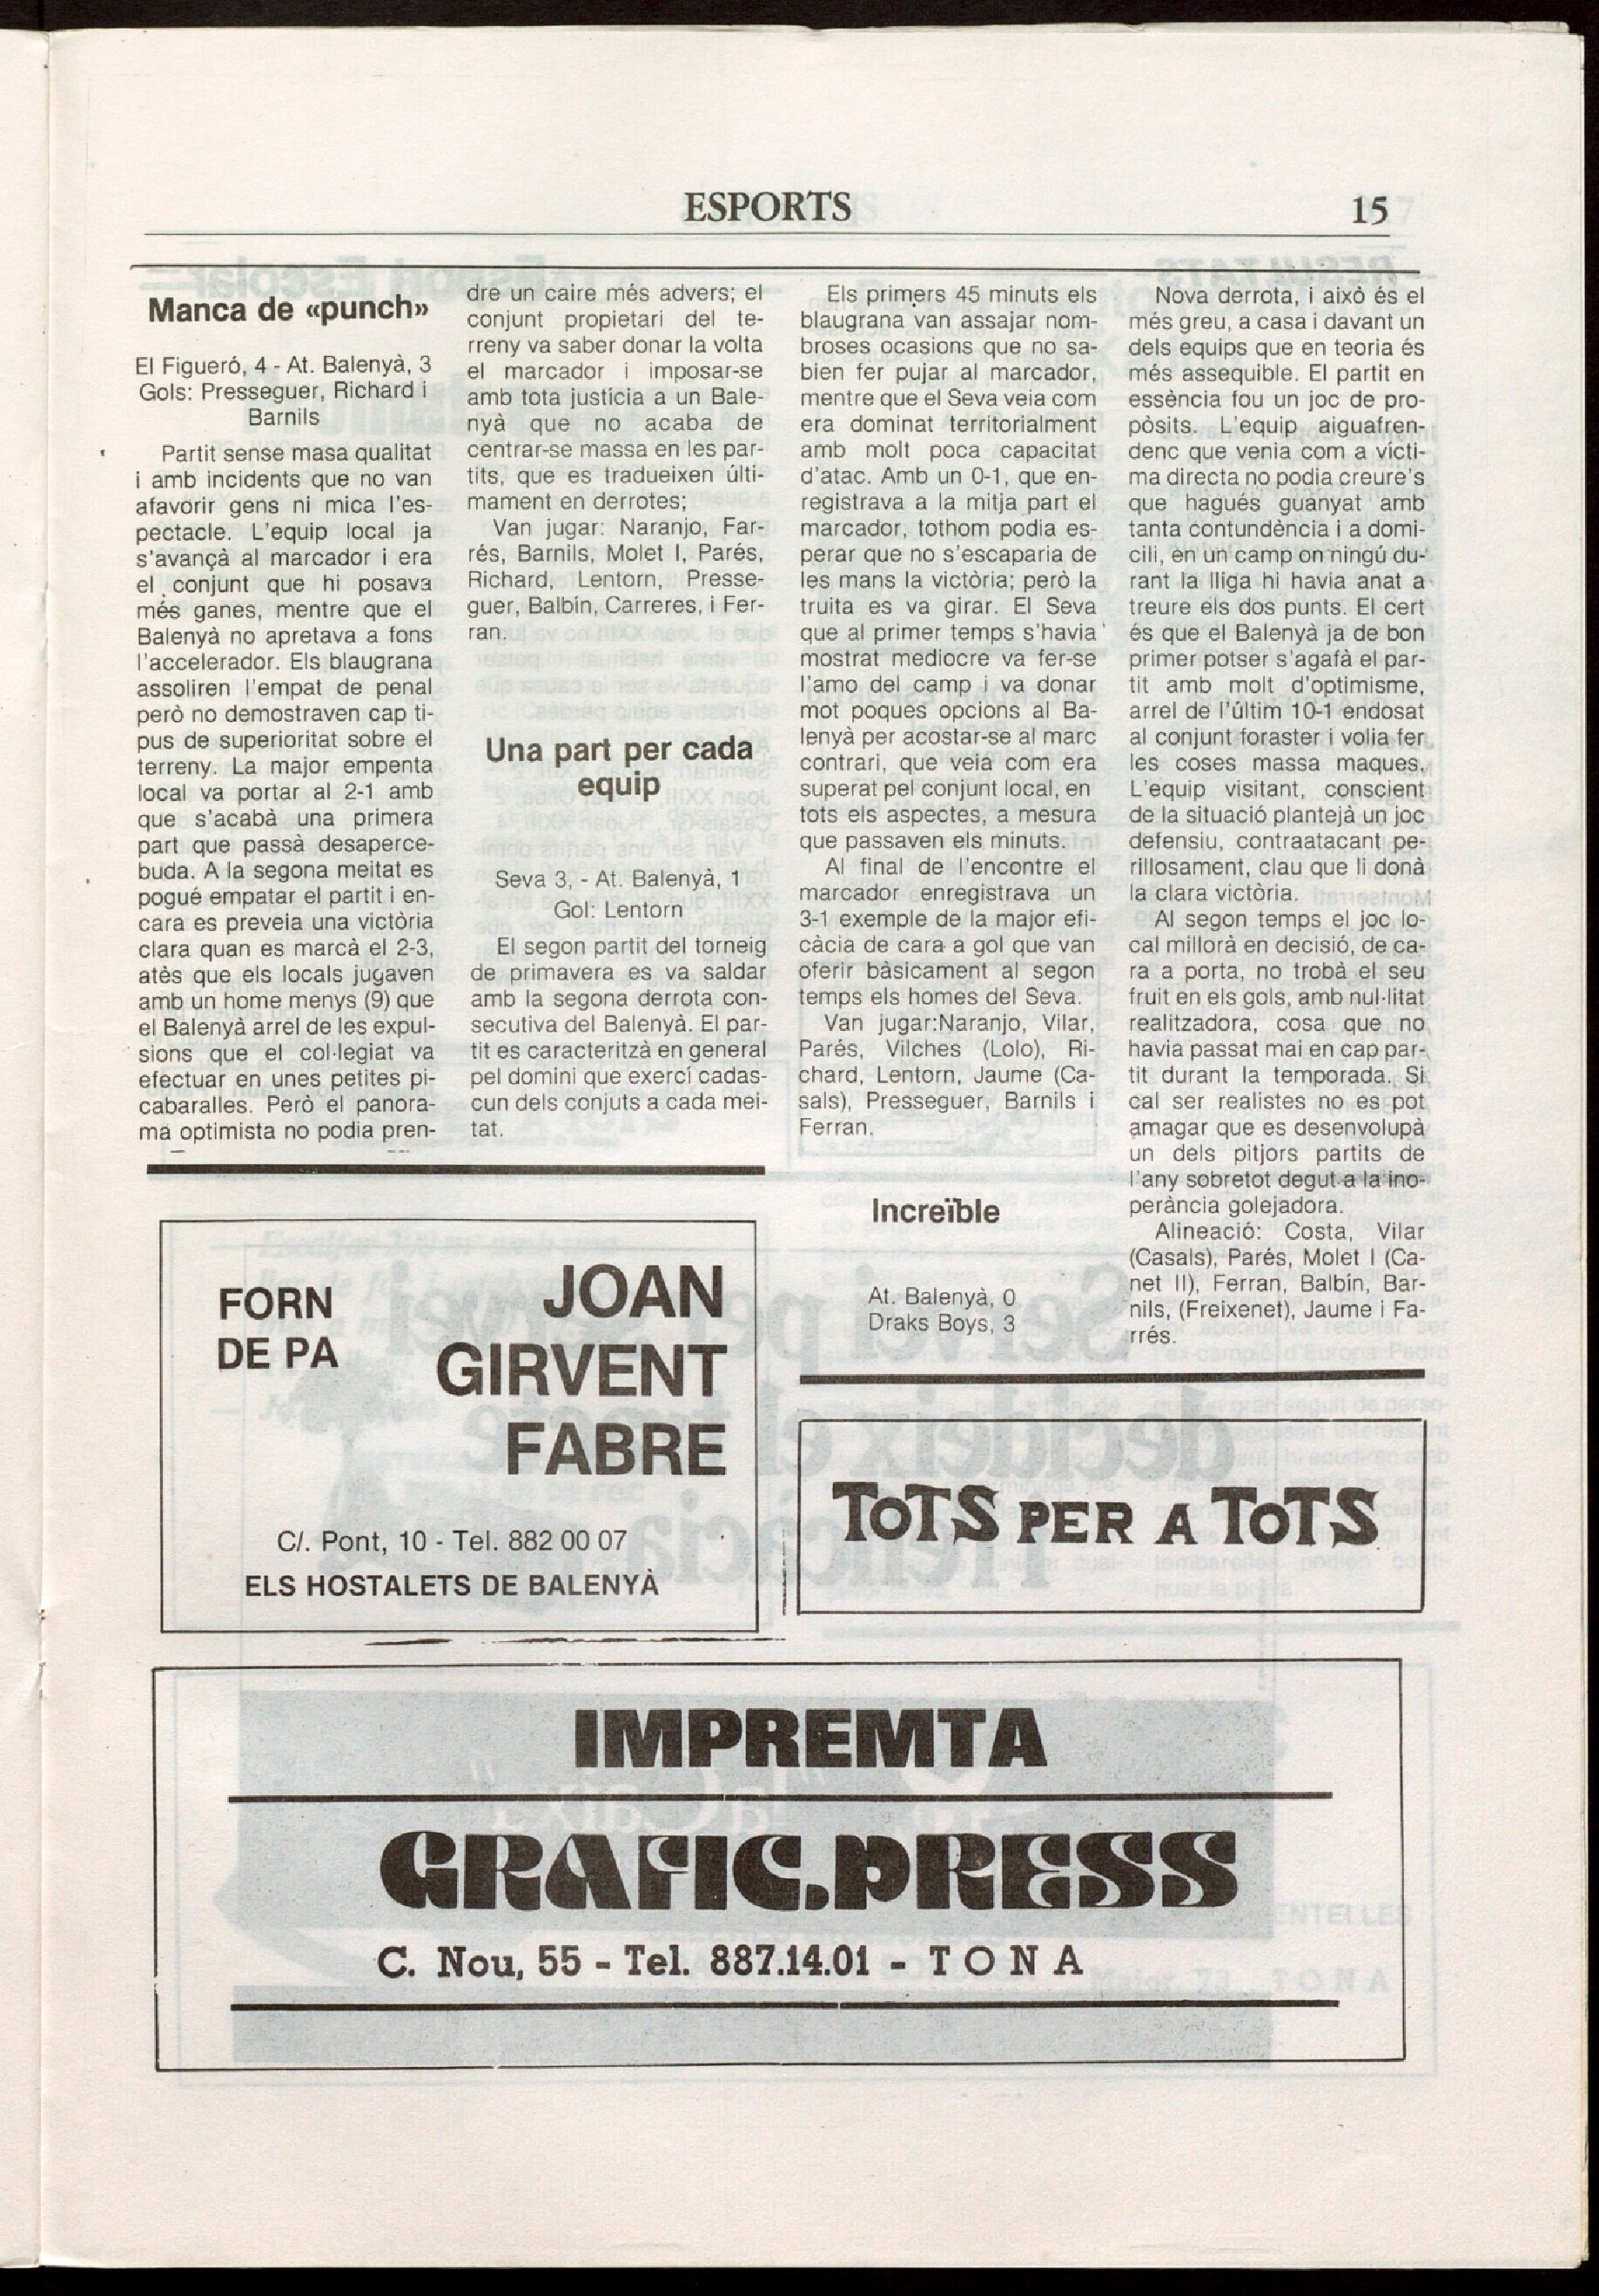 ESPORTS
15
Manca de «punch»
El Figueró, 4 - At. Balenyà, 3
Gols: Presseguer, Richard i
Barnils
Partit sense masa qualitat
i amb incidents que no van
afavorir gens ni mica l'es-
pectacle. L'equip local ja
s'avançà al marcador i era
el conjunt que hi posava
més ganes, mentre que el
Balenyà no apretava a fons
l'accelerador. Els blaugrana
assoliren l'empat de penal
però no demostraven cap ti-
pus de superioritat sobre el
terreny. La major empenta
local va portar al 2-1 amb
que s'acabà una primera
part que passà desaperce-
buda. A la segona meitat es
pogué empatar el partit i en-
cara es preveia una victòria
clara quan es marcà el 2-3,
atès que els locals jugaven
amb un home menys (9) que
el Balenyà arrel de les expul-
sions que el col·legiat va
efectuar en unes petites pi-
cabaralles. Però el panora-
ma optimista no podia pren-
dre un caire més advers; el
conjunt propietari del te-
rreny va saber donar la volta
el marcador i imposar-se
amb tota justícia a un Bale-
nyà que no acaba de
centrar-se massa en les par-
tits, que es tradueixen últi-
mament en derrotes;
Van jugar: Naranjo, Far-
rés, Barnils, Molet I, Parés,
Richard, Lentorn, Presse-
guer, Balbín, Carreres, i Fer-
ran.
Una part per cada
equip
Seva 3, - At. Balenyà, 1
Gol: Lentorn
El segon partit del torneig
de primavera es va saldar
amb la segona derrota con-
secutiva del Balenyà. El par-
tit es caracteritzà en general
pel domini que exercí cadas-
cun dels conjuts a cada mei-
tat.
Els primers 45 minuts els
blaugrana van assajar nom-
broses ocasions que no sa-
bien fer pujar al marcador,
mentre que el Seva veia com
era dominat territorialment
amb molt poca capacitat
d'atac. Amb un 0-1, que en-
registrava a la mitja part el
marcador, tothom podia es-
perar que no s'escaparia de
les mans la victòria; però la
truita es va girar. El Seva
que al primer temps s'havia
mostrat mediocre va fer-se
l'amo del camp i va donar
mot poques opcions al Ba-
lenyà per acostar-se al marc
contrari, que veia com era
superat pel conjunt local, en
tots els aspectes, a mesura
que passaven els minuts.
Al final de l'encontre el
marcador enregistrava un
3-1 exemple de la major efi-
càcia de cara a gol que van
oferir bàsicament al segon
temps els homes del Seva.
Van jugar:Naranjo, Vilar,
Parés, Vilches (Lolo), Ri-
chard, Lentorn, Jaume (Ca-
sals), Presseguer, Barnils i
Ferran.
Increïble
At. Balenyà, 0
Draks Boys, 3
Nova derrota, i això és el
més greu, a casa i davant un
dels equips que en teoria és
més assequible. El partit en
essència fou un joc de pro-
pòsits. L'equip aiguafren-
denc que venia com a vícti-
ma directa no podia creure's
que hagués guanyat amb
tanta contundència i a domi-
cili, en un camp on ningú du-
rant la lliga hi havia anat a
treure els dos punts. El cert
és que el Balenyà ja de bon
primer potser s'agafà el par-
tit amb molt d'optimisme,
arrel de l'últim 10-1 endosat
al conjunt foraster i volia fer
les coses massa maques.
L'equip visitant, conscient
de la situació plantejà un joc
defensiu, contraatacant pe-
rillosament, clau que li donà
la clara victòria.
Al segon temps el joc lo-
cal millorà en decisió, de ca-
ra a porta, no trobà el seu
fruit en els gols, amb nul·litat
realitzadora, cosa que no
havia passat mai en cap par-
tit durant la temporada. Si
cal ser realistes no es pot
amagar que es desenvolupà
un dels pitjors partits de
l'any sobretot degut a la ino-
perància golejadora.
Alineació: Costa, Vilar
(Casals), Parés, Molet I (Ca-
net II), Ferran, Balbín, Bar-
nils, (Freixenet), Jaume i Fa-
rrés.
FORN
DE PA
JOAN
GIRVENT
FABRE
C/. Pont, 10 - Tel. 882 00 07
ELS HOSTALETS DE BALENYÀ
TOTS PER A TOTS
IMPREMTA
GRAFIC.PRESS
C. Nou, 55 - Tel. 887.14.01 - TONA